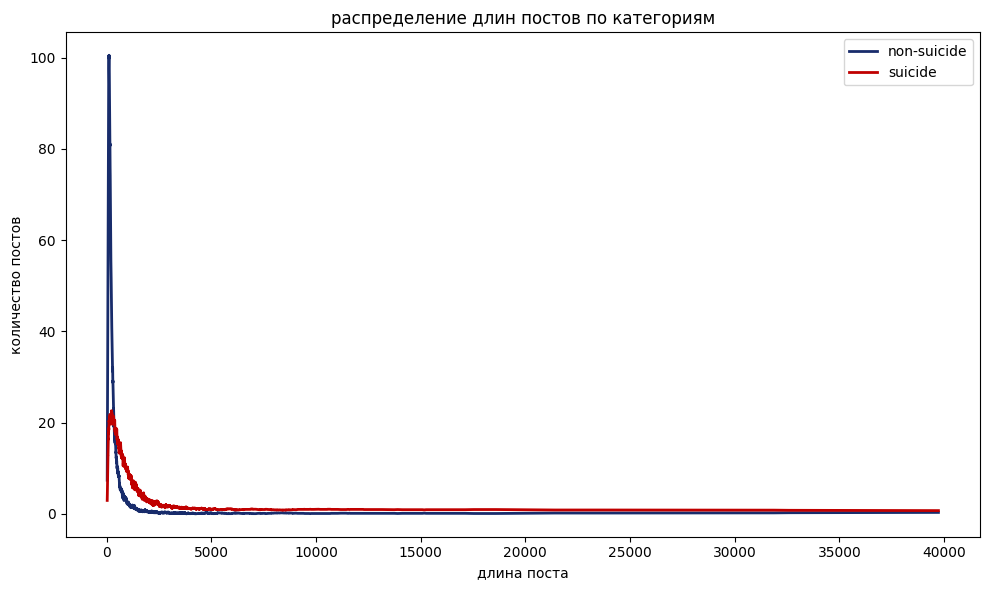 распределение длин постов по категориям
non-suicide
suicide
количество постов
100
80
60
40
20
0
0 5000 10000 15000 20000 25000 30000 35000 40000
длина поста